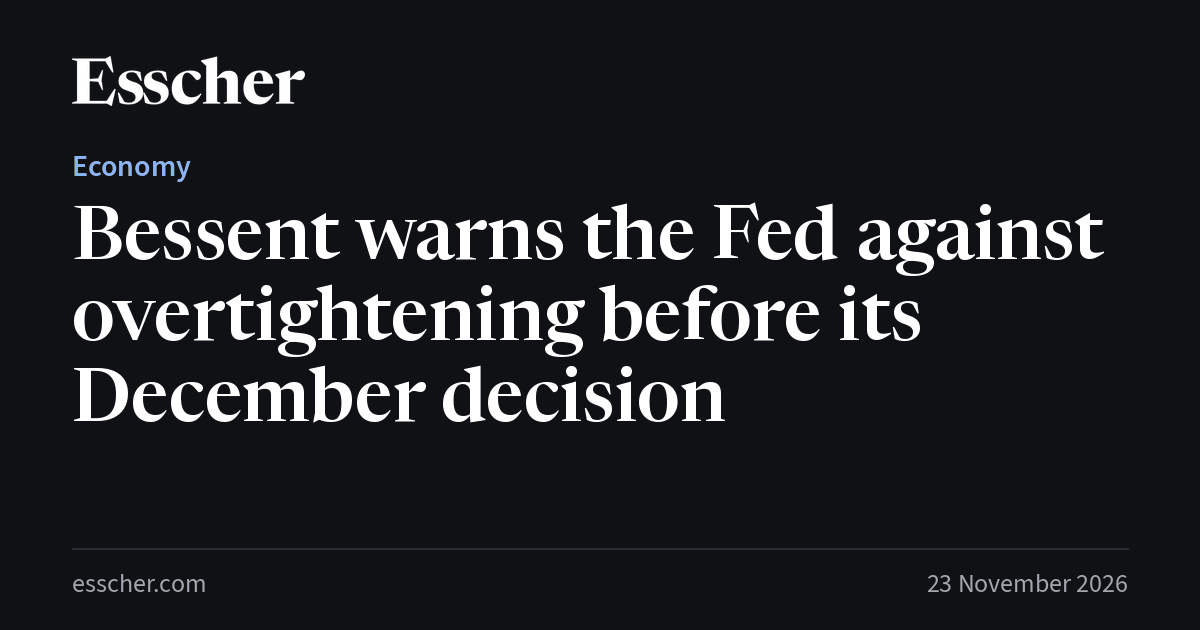 Esscher
Economy
Bessent warns the Fed against
overtightening before its
December decision
esscher.com
23 November 2026